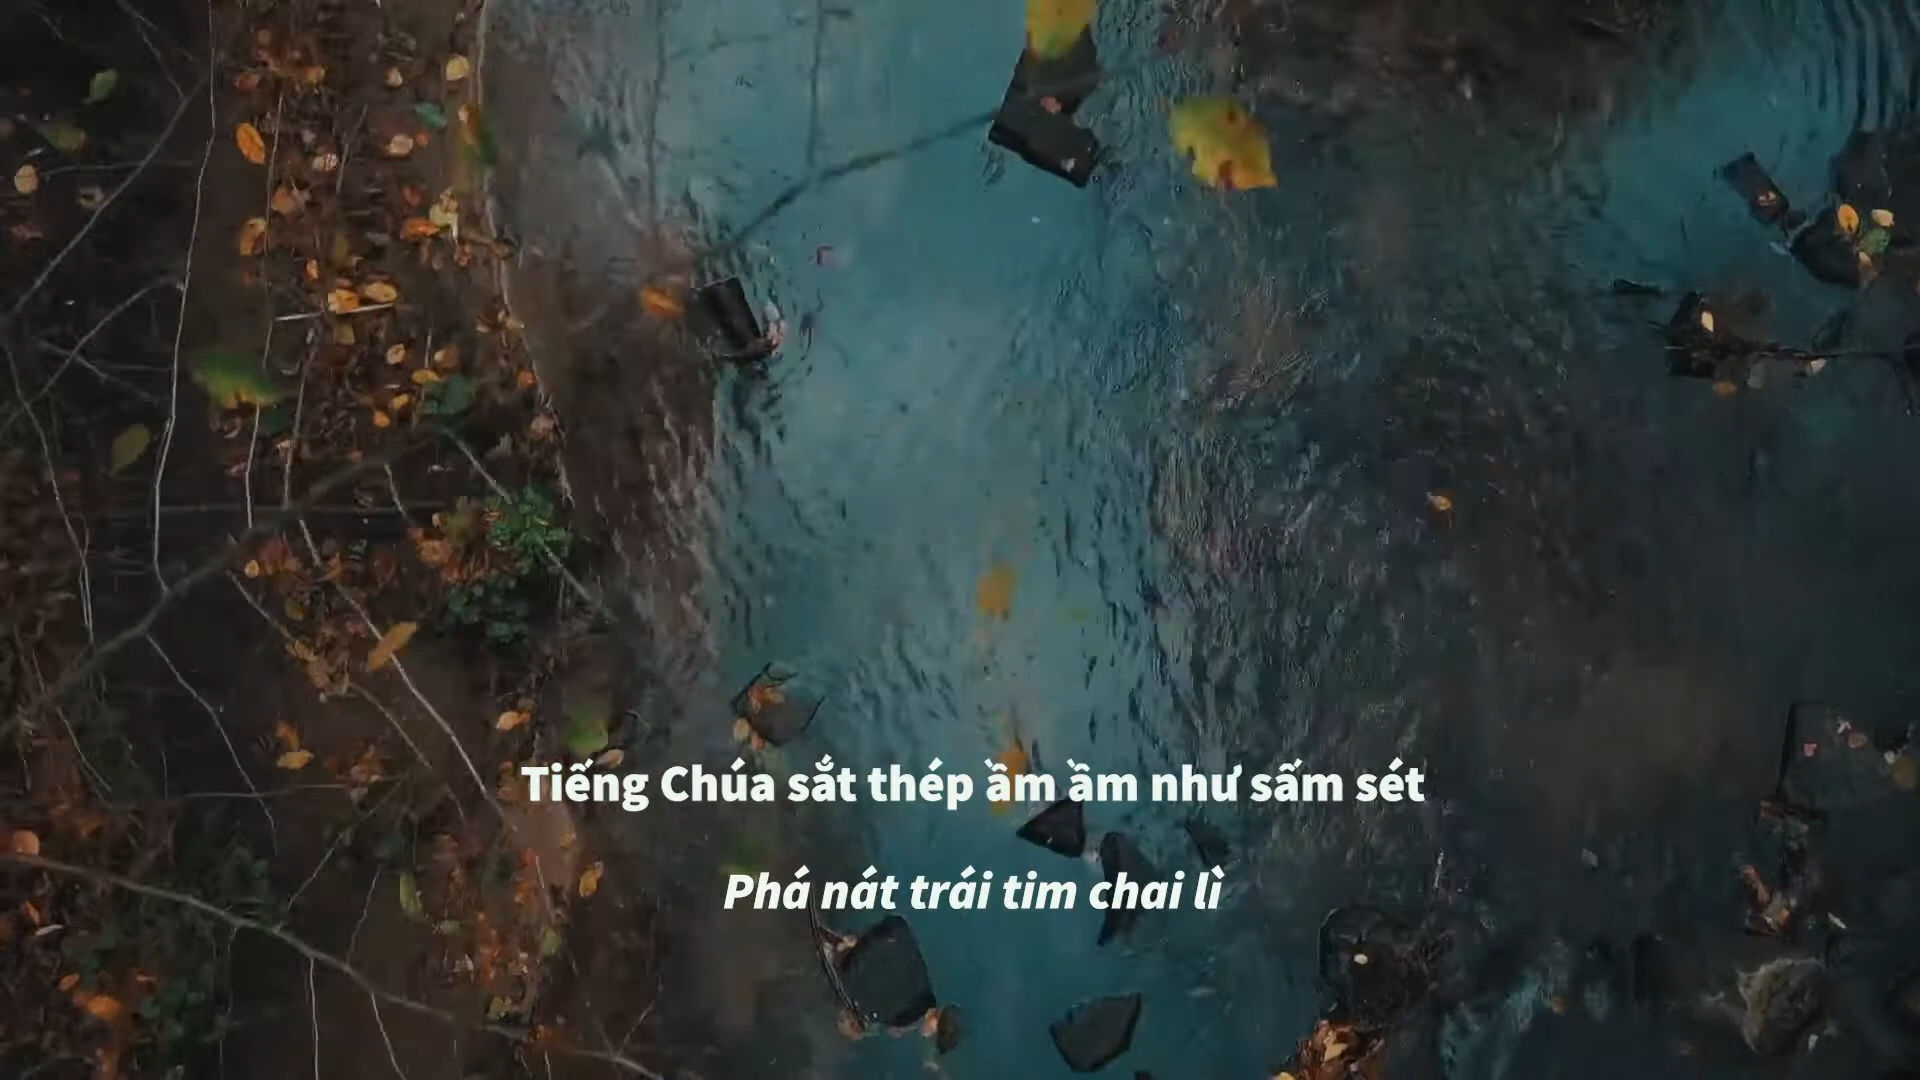 Tiếng Chúa sắt thép ầm ầm như sấm sét
Phá nát trái tim chai lì